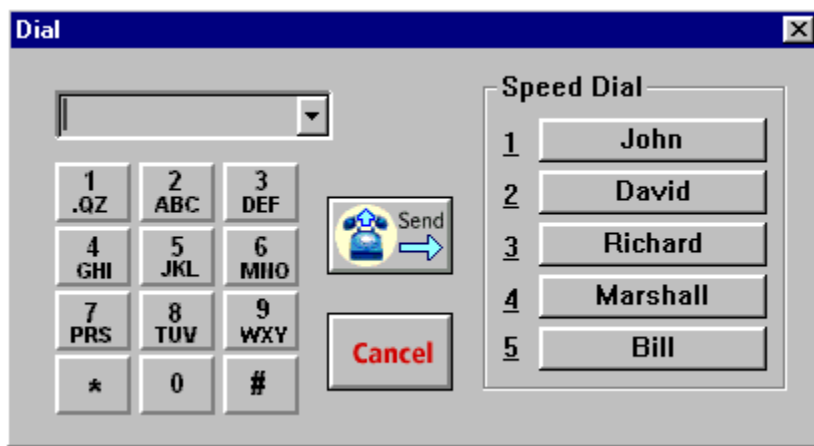 Dial
1
.QZ
2
ABC
3
DEF
4
GHI
5
JKL
6
MNO
7
PRS
8
TUV
9
WXY
*
0
#
Send
Cancel
Speed Dial
1 John
2 David
3 Richard
4 Marshall
5 Bill